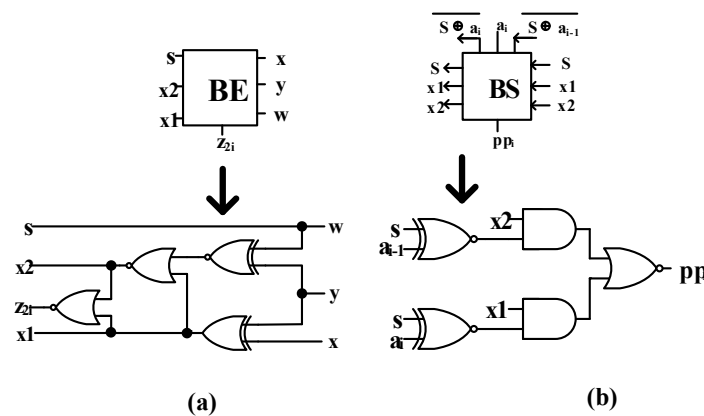 S ⊕ aᵢ aᵢ S ⊕ aᵢ₋₁
s x
x2 BE y
x1 w
z₂ᵢ
S S
x1 BS x1
x2 x2
ppᵢ
s w
x2
y
z₂ᵢ
x1
x
s
aᵢ₋₁
x2
pp
s
aᵢ
x1
(a)
(b)